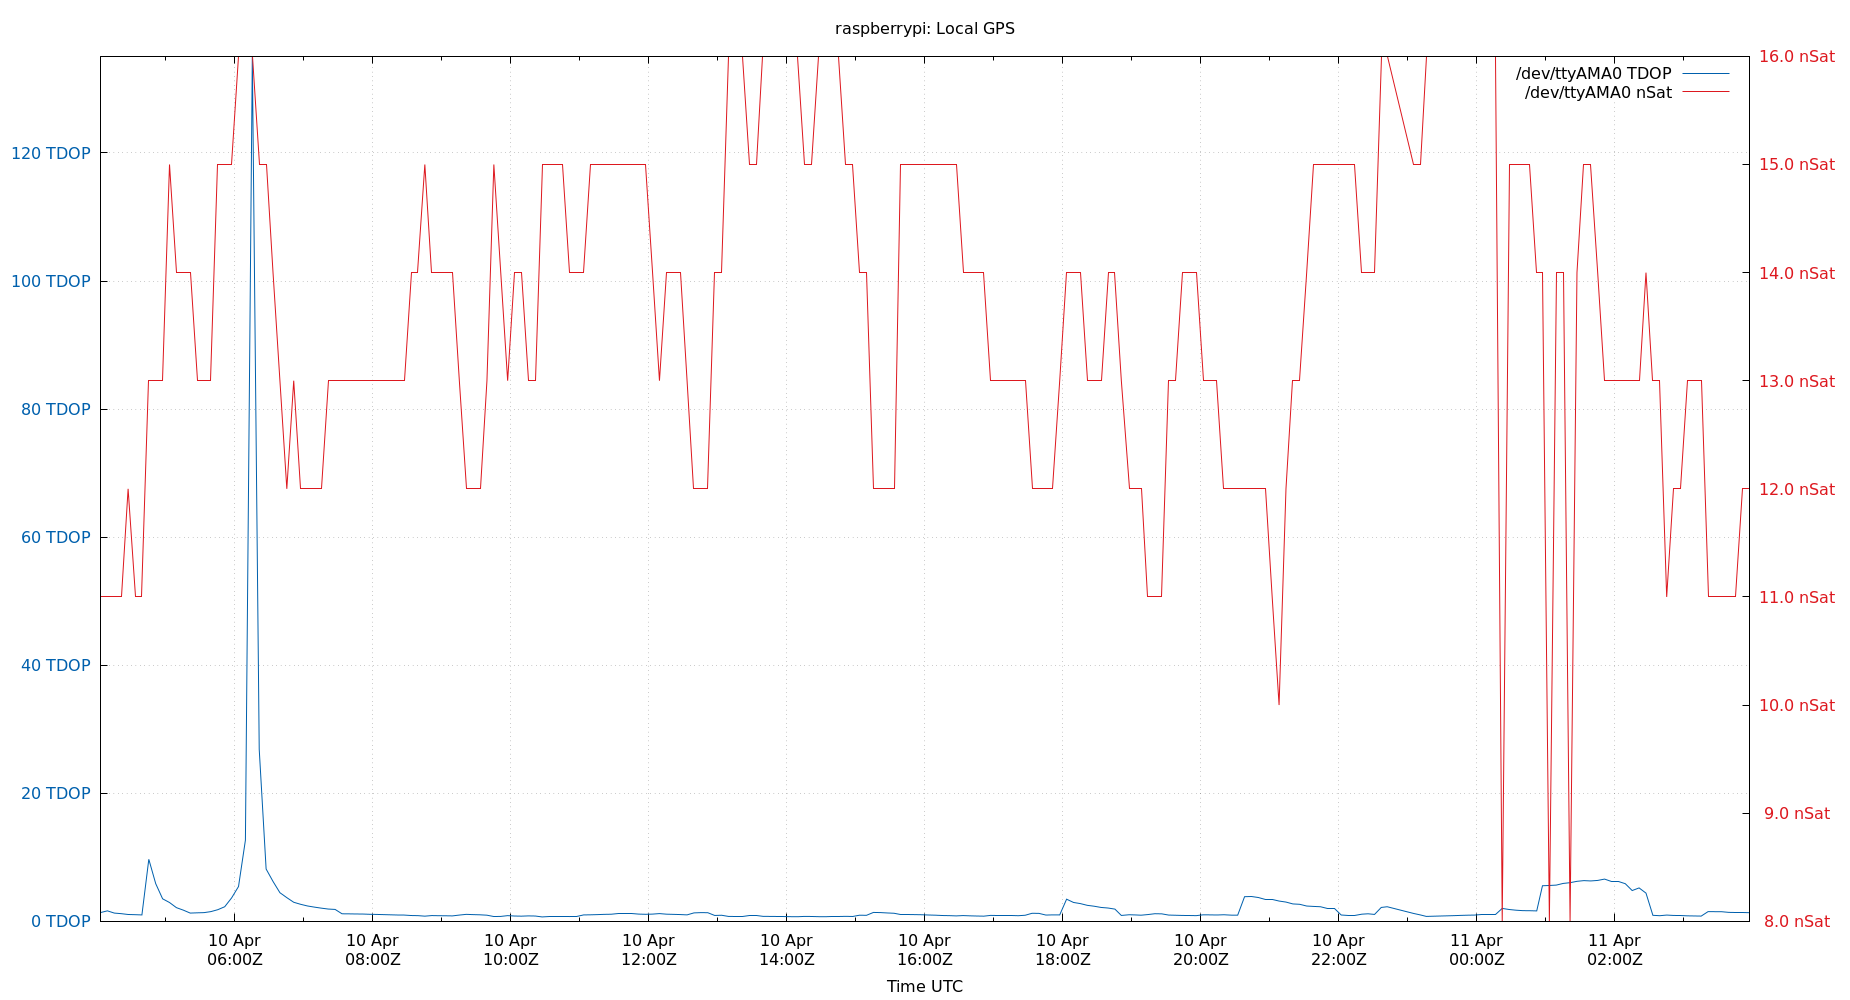 raspberrypi: Local GPS
/dev/ttyAMA0 TDOP
/dev/ttyAMA0 nSat
120 TDOP
100 TDOP
80 TDOP
60 TDOP
40 TDOP
20 TDOP
0 TDOP
16.0 nSat
15.0 nSat
14.0 nSat
13.0 nSat
12.0 nSat
11.0 nSat
10.0 nSat
9.0 nSat
8.0 nSat
10 Apr
06:00Z
10 Apr
08:00Z
10 Apr
10:00Z
10 Apr
12:00Z
10 Apr
14:00Z
10 Apr
16:00Z
10 Apr
18:00Z
10 Apr
20:00Z
10 Apr
22:00Z
11 Apr
00:00Z
11 Apr
02:00Z
Time UTC